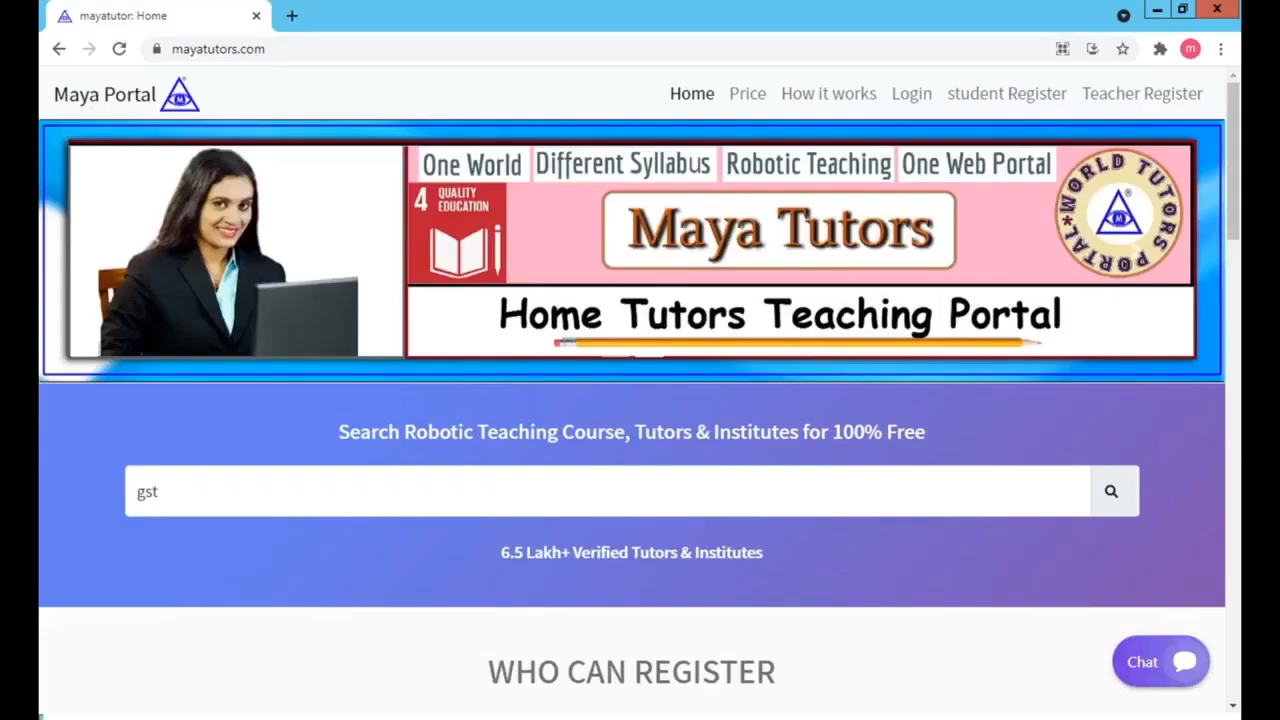 mayatutor: Home
mayatutors.com
m
Maya Portal
M
Home Price How it works Login student Register Teacher Register
One World Different Syllabus Robotic Teaching One Web Portal
4 QUALITY EDUCATION
Maya Tutors
WORLD TUTORS PORTAL
M
Home Tutors Teaching Portal
Search Robotic Teaching Course, Tutors & Institutes for 100% Free
gst
6.5 Lakh+ Verified Tutors & Institutes
WHO CAN REGISTER
Chat